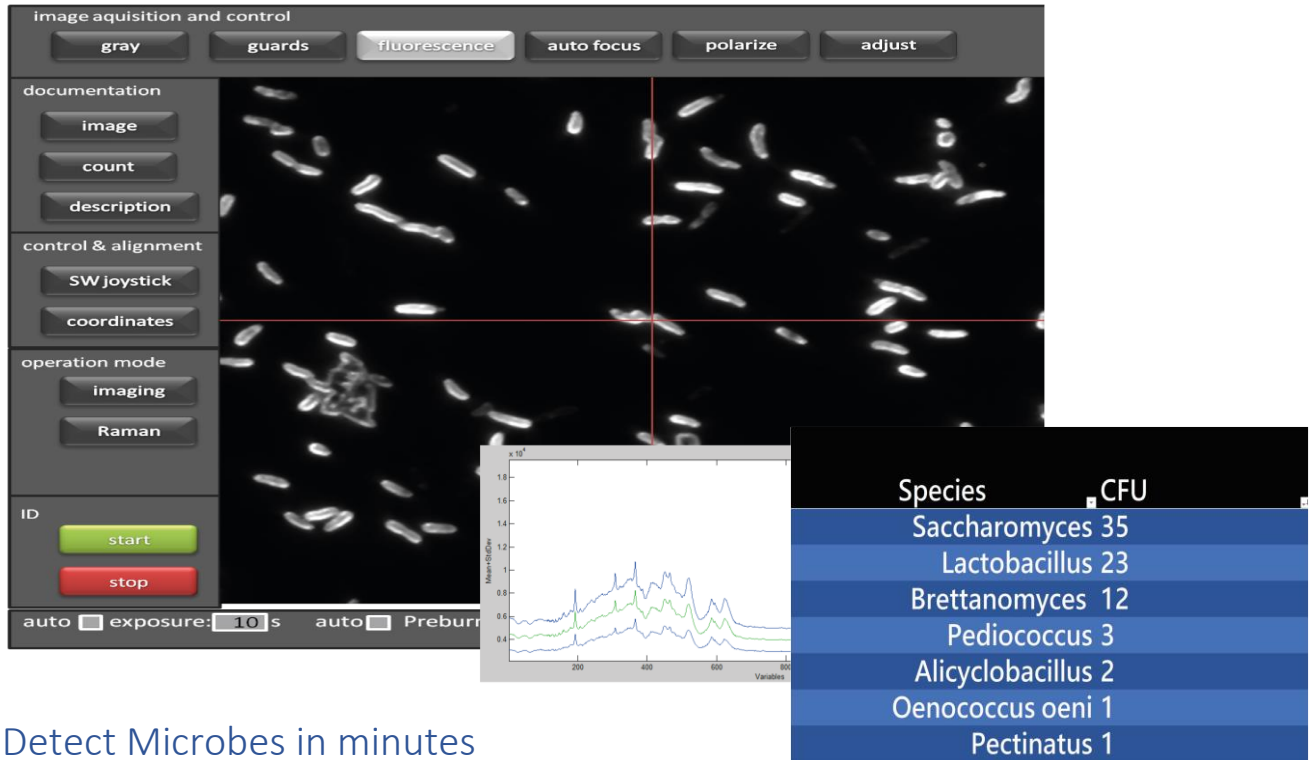 image aquisition and control
gray guards fluorescence auto focus polarize adjust
documentation
image
count
description
control & alignment
SW joystick
coordinates
operation mode
imaging
Raman
ID
start
stop
auto exposure: 10 s auto Preburn
x 10⁴
1.8
1.6
1.4
1.2
1
0.8
0.6
0.4
Mean+StdDev
200 400 600 800
Variables
Species CFU
Saccharomyces 35
Lactobacillus 23
Brettanomyces 12
Pediococcus 3
Alicyclobacillus 2
Oenococcus oeni 1
Pectinatus 1
Detect Microbes in minutes